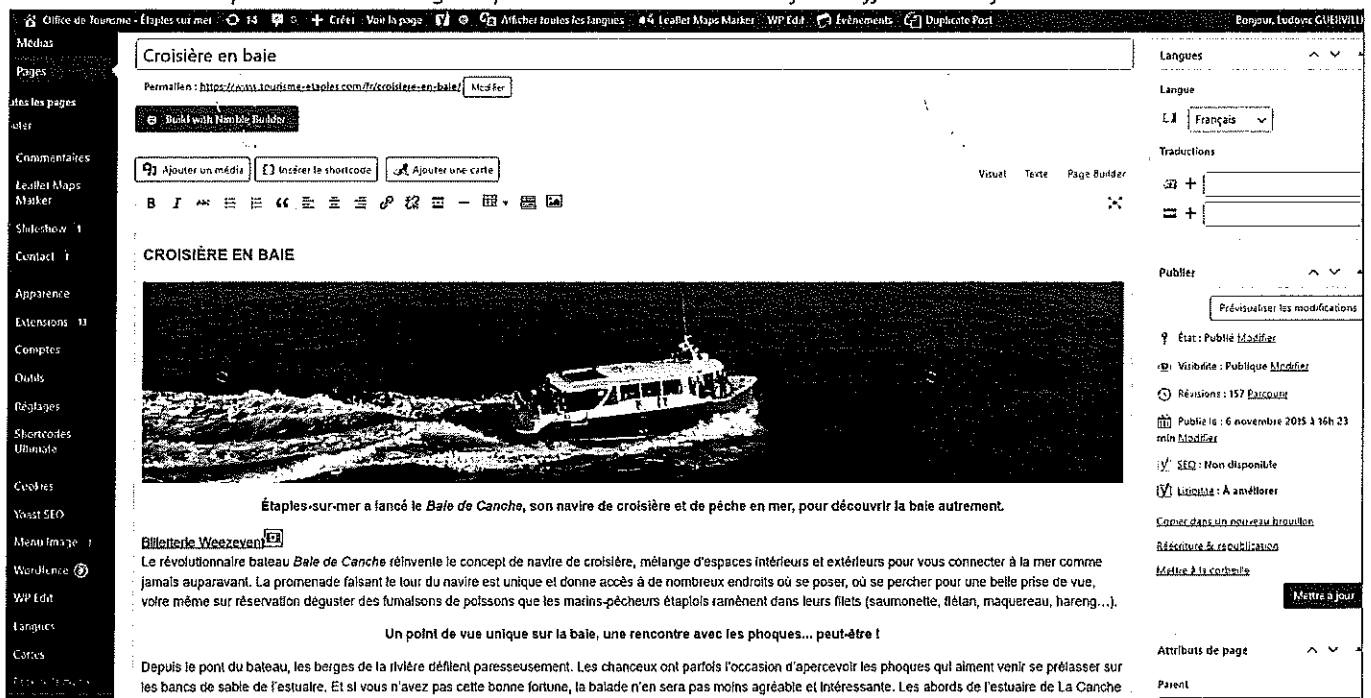 Office de Tourisme - Étaples sur mer 14 0 Créer Voir la page Afficher toutes les langues Leaflet Maps Marker WP Edit Évènements Duplicate Post Bonjour, Ludovic
Médias
Pages
Commentaires
Leaflet Maps
Marker
Slideshow 1
Contact
Apparence
Extensions 13
Comptes
Outils
Réglages
Shortcodes
Ultimate
Cookies
Yoast SEO
Menu Image
Wordfence
WP Edit
Langues
Cartes
Croisière en baie
Permalien : https://www.tourisme-etaples.com/fr/croisiere-en-baie/ Modifier
Build with Nimble Builder
Ajouter un média [] Insérer le shortcode Ajouter une carte
Visuel Texte Page Builder
B I ABC
CROISIÈRE EN BAIE
Étaples-sur-mer a lancé le Baie de Canche, son navire de croisière et de pêche en mer, pour découvrir la baie autrement.
Billetterie Weezevent
Le révolutionnaire bateau Baie de Canche réinvente le concept de navire de croisière, mélange d'espaces intérieurs et extérieurs pour vous connecter à la mer comme
jamais auparavant. La promenade faisant le tour du navire est unique et donne accès à de nombreux endroits où se poser, où se percher pour une belle prise de vue,
voire même sur réservation déguster des fumaisons de poissons que les marins-pêcheurs étaplois ramènent dans leurs filets (saumonette, flétan, maquereau, hareng...).
Un point de vue unique sur la baie, une rencontre avec les phoques... peut-être !
Depuis le pont du bateau, les berges de la rivière défilent paresseusement. Les chanceux ont parfois l'occasion d'apercevoir les phoques qui aiment venir se prélasser sur
les bancs de sable de l'estuaire. Et si vous n'avez pas cette bonne fortune, la balade n'en sera pas moins agréable et intéressante. Les abords de l'estuaire de La Canche
Langues
Langue
Français
Traductions
Publier
Prévisualiser les modifications
État : Publié Modifier
Visibilité : Publique Modifier
Révisions : 157 Parcourir
Publié le : 6 novembre 2015 à 16h 23
min Modifier
SEO : Non disponible
Lisibilité : À améliorer
Copier dans un nouveau brouillon
Réécriture & republication
Mettre à la corbeille
Mettre à jour
Attributs de page
Parent